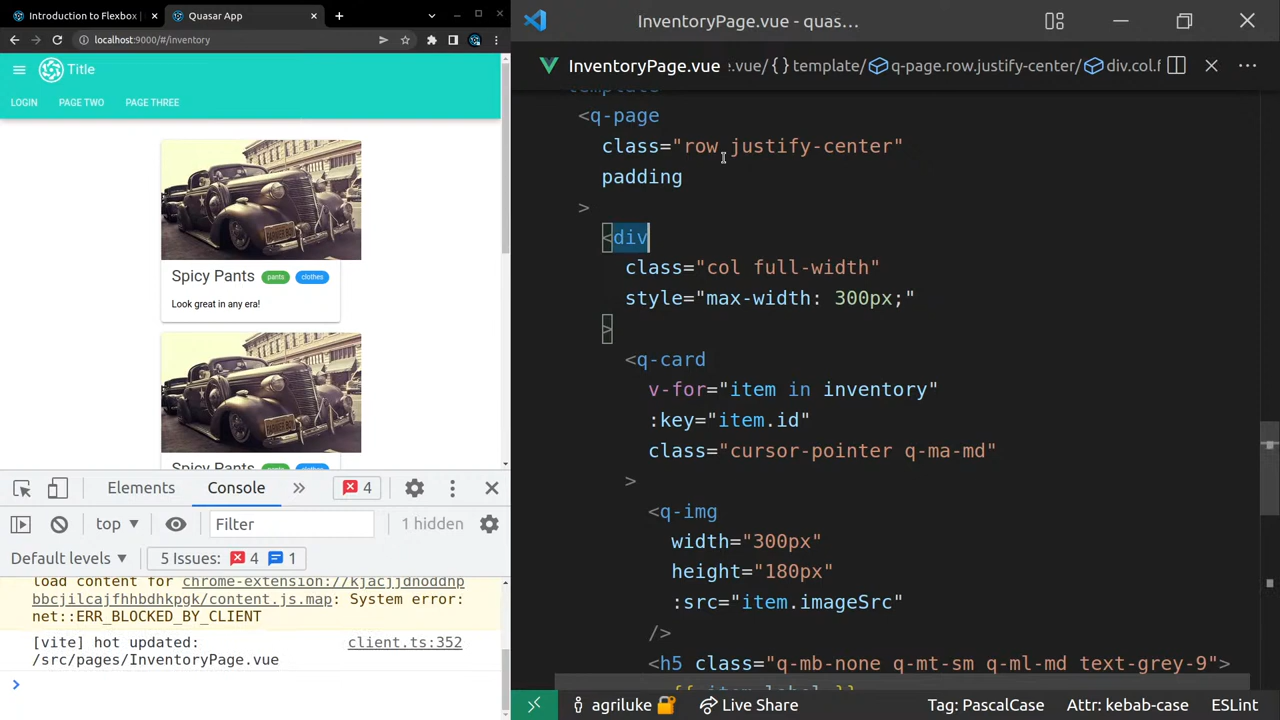 Introduction to Flexbox
Quasar App
localhost:9000/#/inventory
Title
LOGIN
PAGE TWO
PAGE THREE
Spicy Pants
pants
clothes
Look great in any era!
Spicy Pants
Elements
Console
4
top
Filter
1 hidden
Default levels
5 Issues:
4
1
load content for chrome-extension://kjacjjdnoddnp
bbcjilcajfhhbdhkpgk/content.js.map: System error:
net::ERR_BLOCKED_BY_CLIENT
[vite] hot updated:
client.ts:352
/src/pages/InventoryPage.vue
InventoryPage.vue - quas…
InventoryPage.vue
.vue/ {} template/ q-page.row.justify-center/ div.col.f
template
<q-page
class="row justify-center"
padding
>
<div
class="col full-width"
style="max-width: 300px;"
>
<q-card
v-for="item in inventory"
:key="item.id"
class="cursor-pointer q-ma-md"
>
<q-img
width="300px"
height="180px"
:src="item.imageSrc"
/>
<h5 class="q-mb-none q-mt-sm q-ml-md text-grey-9">
{{ item.label }}
agriluke
Live Share
Tag: PascalCase
Attr: kebab-case
ESLint